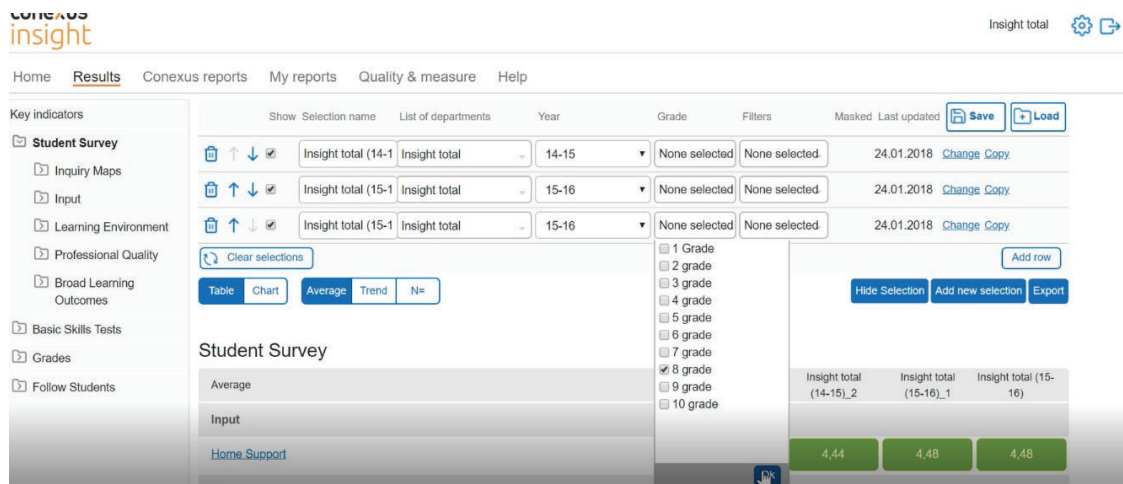 conexus
insight
Insight total
Home Results Conexus reports My reports Quality & measure Help
Key indicators
Student Survey
Inquiry Maps
Input
Learning Environment
Professional Quality
Broad Learning
Outcomes
Basic Skills Tests
Grades
Follow Students
Show Selection name List of departments Year Grade Filters Masked Last updated Save Load
Insight total (14-1 Insight total 14-15 None selected None selected 24.01.2018 Change Copy
Insight total (15-1 Insight total 15-16 None selected None selected 24.01.2018 Change Copy
Insight total (15-1 Insight total 15-16 None selected None selected 24.01.2018 Change Copy
Clear selections Add row
Table Chart Average Trend N= Hide Selection Add new selection Export
1 Grade
2 grade
3 grade
4 grade
5 grade
6 grade
7 grade
8 grade
9 grade
10 grade
Ok
Student Survey
Average Insight total (14-15)_2 Insight total (15-16)_1 Insight total (15-16)
Input
Home Support 4,44 4,48 4,48